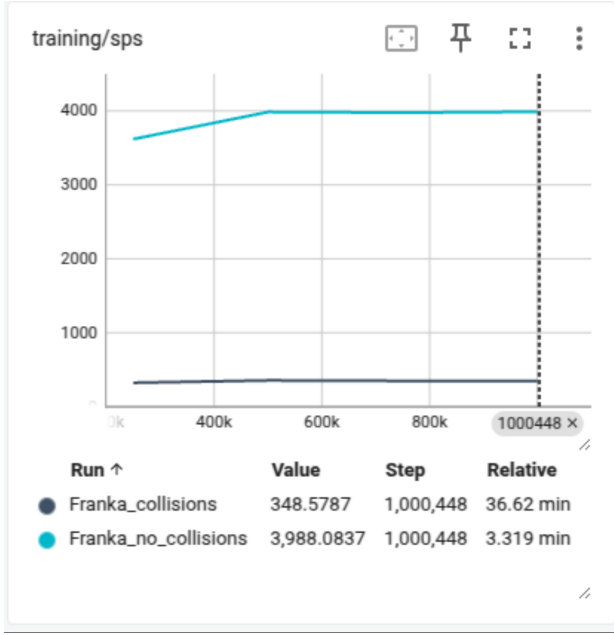 training/sps
4000
3000
2000
1000
400k 600k 800k 1000448 ×
Run ↑ Value Step Relative
Franka_collisions 348.5787 1,000,448 36.62 min
Franka_no_collisions 3,988.0837 1,000,448 3.319 min